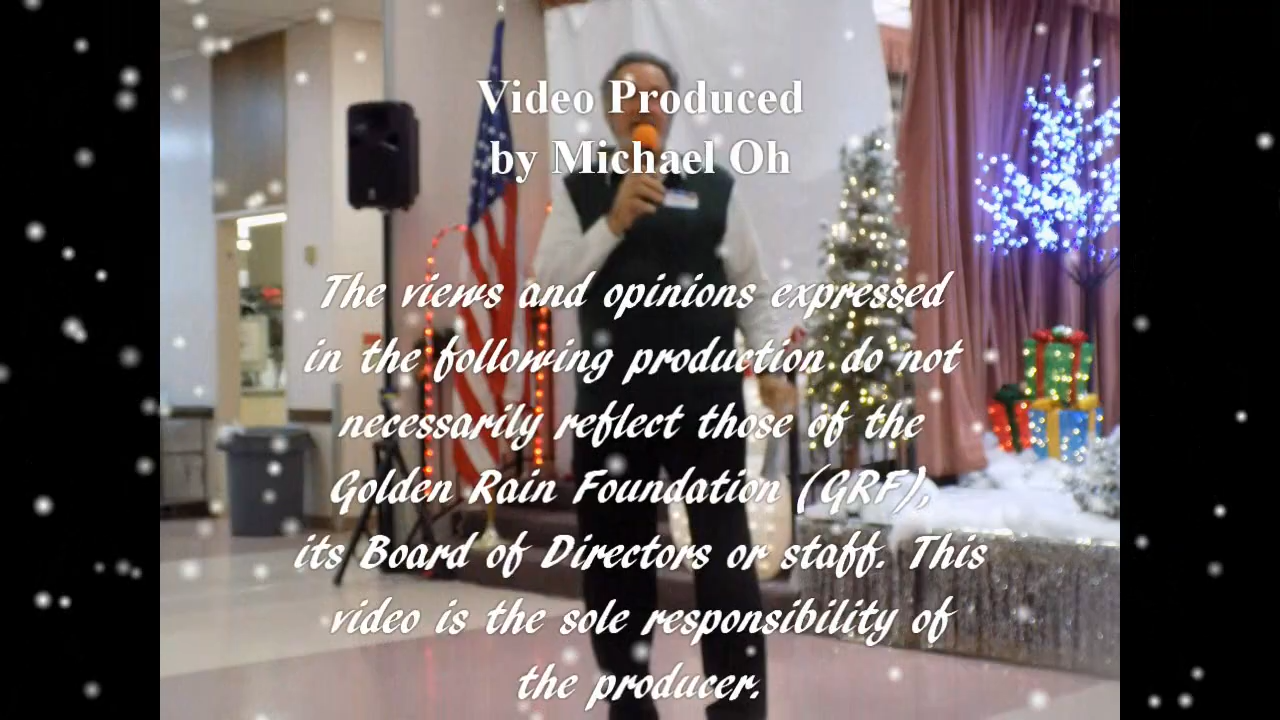 Video Produced
by Michael Oh
The views and opinions expressed
in the following production do not
necessarily reflect those of the
Golden Rain Foundation (GRF),
its Board of Directors or staff. This
video is the sole responsibility of
the producer.